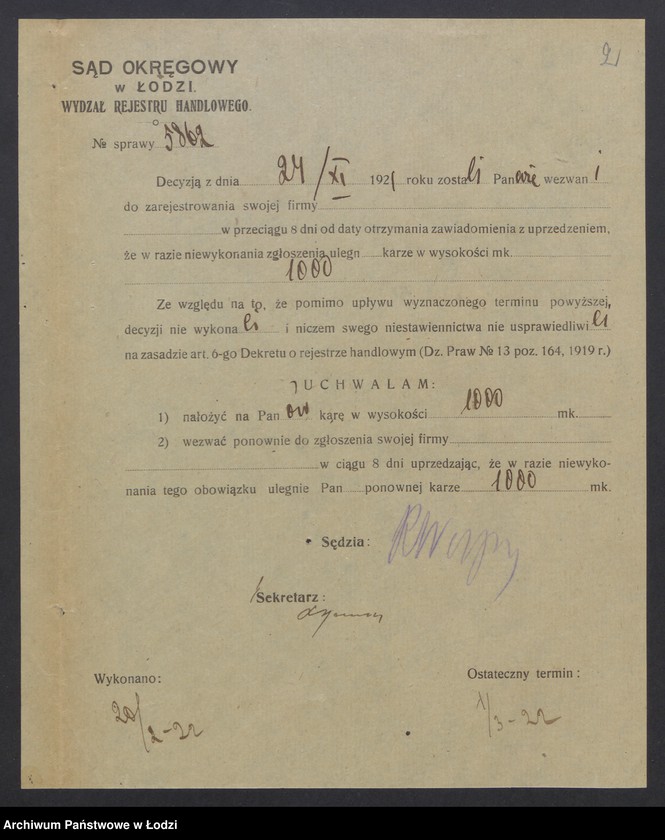 2
SĄD OKRĘGOWY
w ŁODZI.
WYDZAŁ REJESTRU HANDLOWEGO.
№ sprawy 5862
Decyzją z dnia 24/XI 1921 roku zostali Panowie wezwani
do zarejestrowania swojej firmy
w przeciągu 8 dni od daty otrzymania zawiadomienia z uprzedzeniem,
że w razie niewykonania zgłoszenia ulegn karze w wysokości mk.
1000
Ze względu na to, że pomimo upływu wyznaczonego terminu powyższej,
decyzji nie wykonali i niczem swego niestawiennictwa nie usprawiedliwili
na zasadzie art. 6-go Dekretu o rejestrze handlowym (Dz. Praw № 13 poz. 164, 1919 r.)
UCHWALAM:
1) nałożyć na Panów karę w wysokości 1000 mk.
2) wezwać ponownie do zgłoszenia swojej firmy
w ciągu 8 dni uprzedzając, że w razie niewyko-
nania tego obowiązku ulegnie Pan ponownej karze 1000 mk.
Sędzia:
Sekretarz:
Wykonano: Ostateczny termin:
20/2-22 1/3-22
Archiwum Państwowe w Łodzi